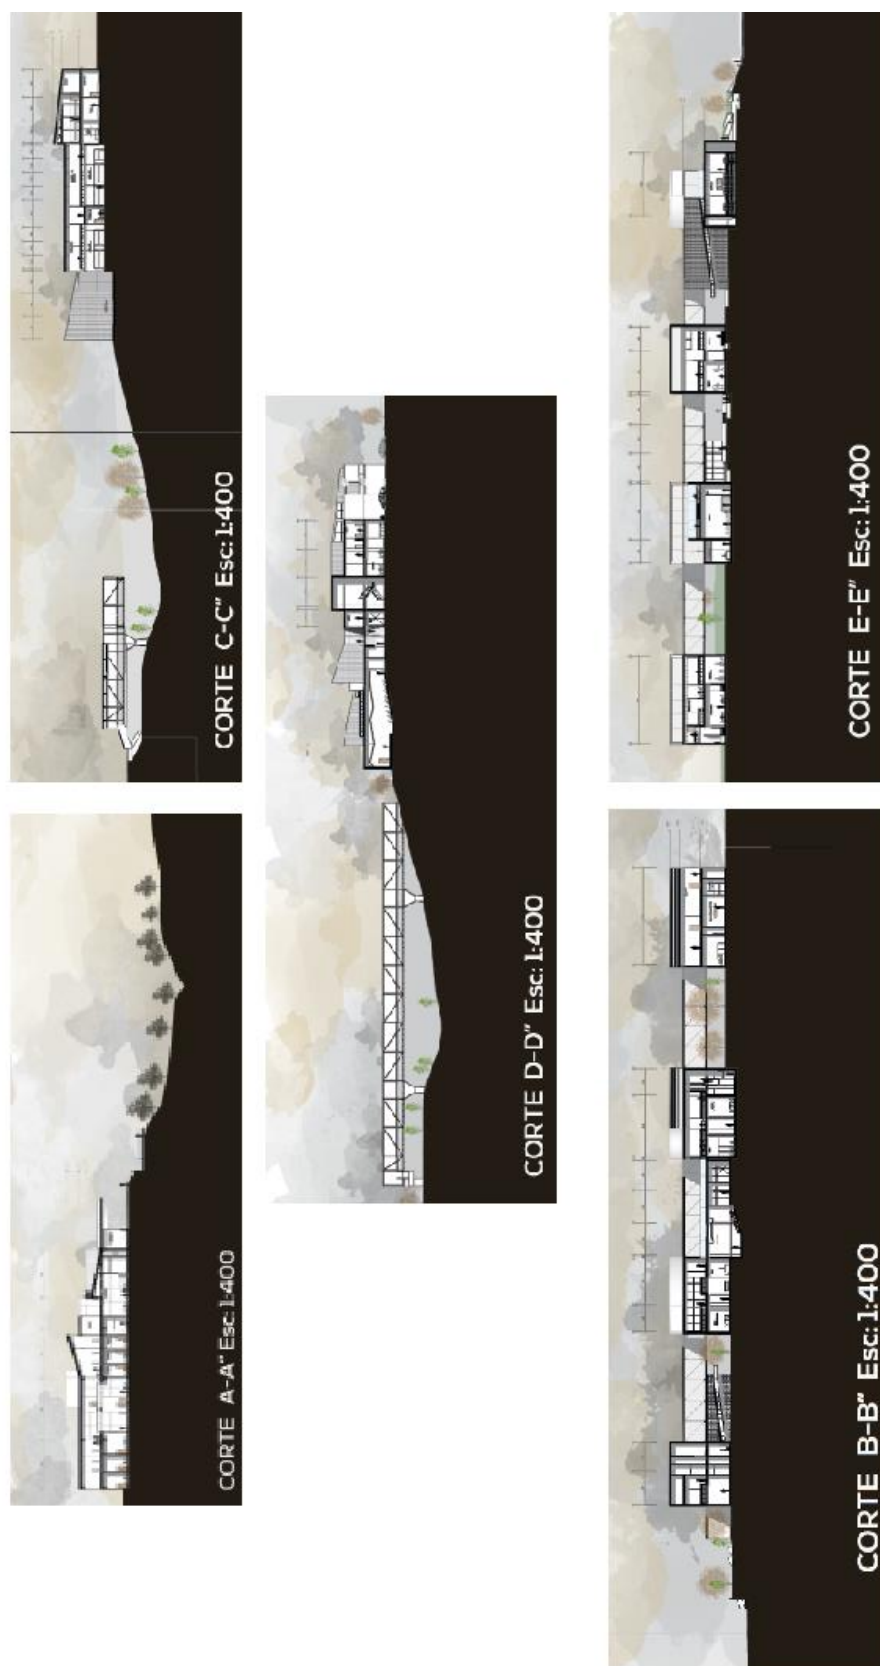 CORTE A-A" Esc: 1:400
CORTE C-C" Esc: 1:400
CORTE D-D" Esc: 1:400
CORTE B-B" Esc: 1:400
CORTE E-E" Esc: 1:400